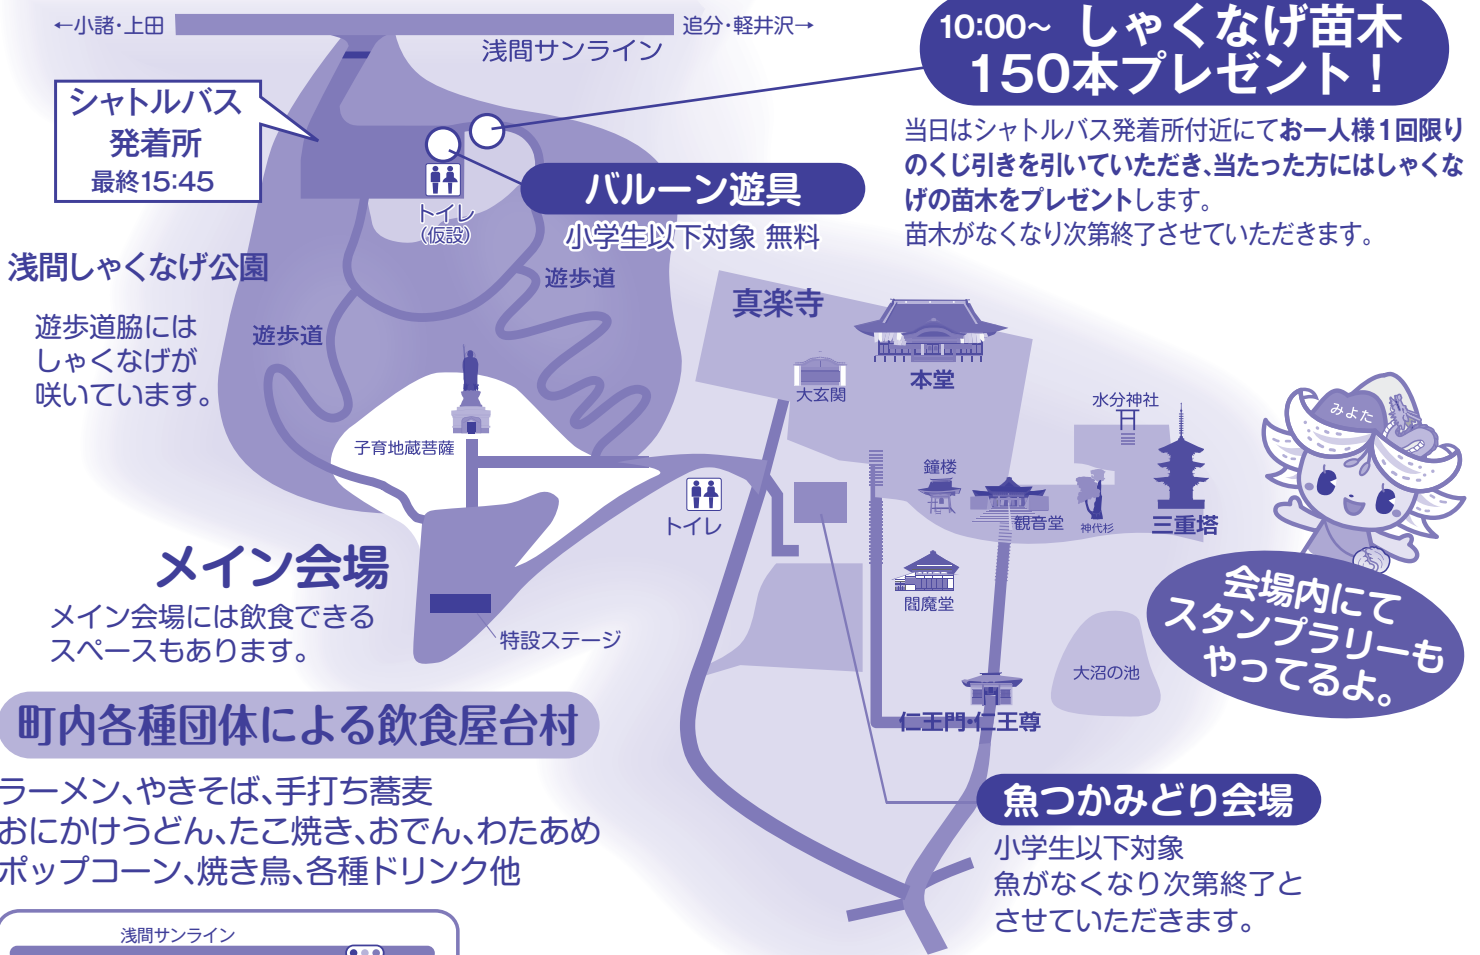 ←小諸・上田
追分・軽井沢→
浅間サンライン
10:00~ しゃくなげ苗木
150本プレゼント！
当日はシャトルバス発着所付近にてお一人様1回限り
のくじ引きを引いていただき､当たった方にはしゃくな
げの苗木をプレゼントします。
苗木がなくなり次第終了させていただきます。
シャトルバス
発着所
最終15:45
トイレ
(仮設)
バルーン遊具
小学生以下対象 無料
浅間しゃくなげ公園
遊歩道脇には
しゃくなげが
咲いています。
遊歩道
遊歩道
子育地蔵菩薩
真楽寺
本堂
大玄関
水分神社
鐘楼
観音堂
神代杉
三重塔
閻魔堂
大沼の池
仁王門・仁王尊
トイレ
みよた
会場内にて
スタンプラリーも
やってるよ。
メイン会場
メイン会場には飲食できる
スペースもあります。
特設ステージ
町内各種団体による飲食屋台村
ラーメン､やきそば､手打ち蕎麦
おにかけうどん､たこ焼き､おでん､わたあめ
ポップコーン､焼き鳥､各種ドリンク他
魚つかみどり会場
小学生以下対象
魚がなくなり次第終了と
させていただきます。
浅間サンライン